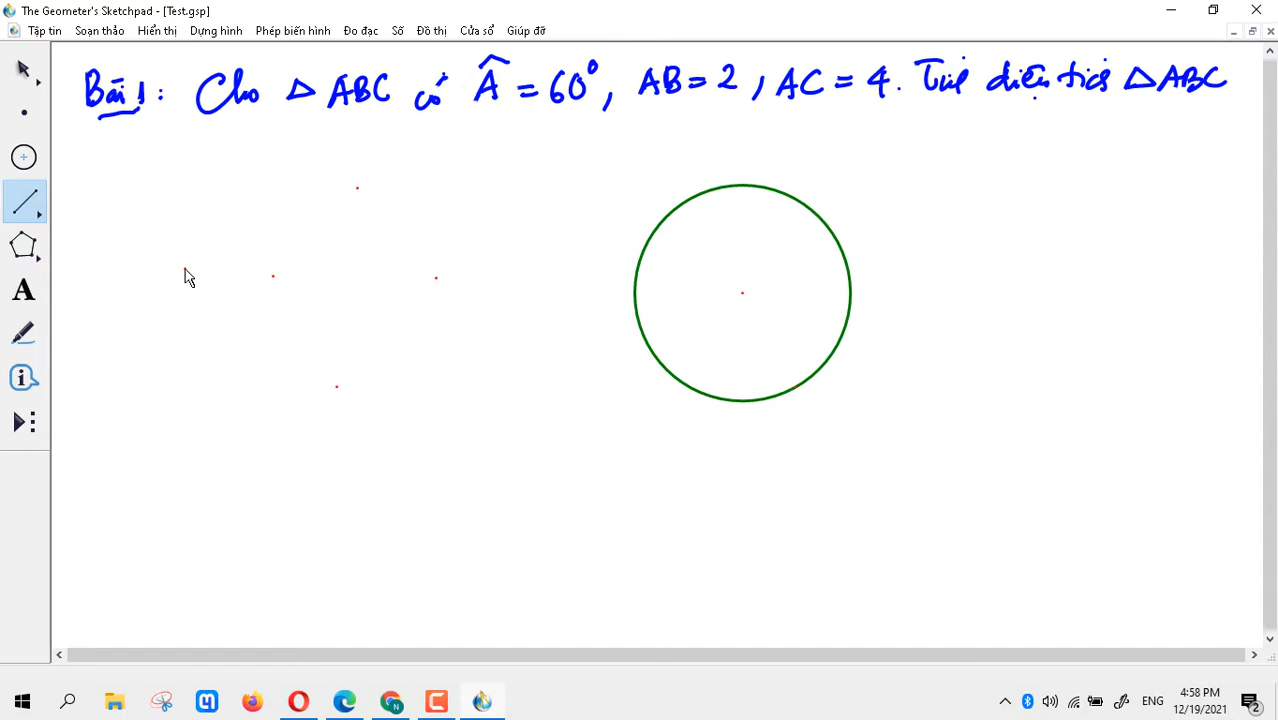 The Geometer's Sketchpad - [Test.gsp]
Tập tin Soạn thảo Hiển thị Dựng hình Phép biến hình Đo đạc Số Đồ thị Cửa sổ Giúp đỡ
Bài 1: Cho △ABC có Â = 60⁰, AB = 2, AC = 4. Tính diện tích △ABC
A
ENG
4:58 PM
12/19/2021
2